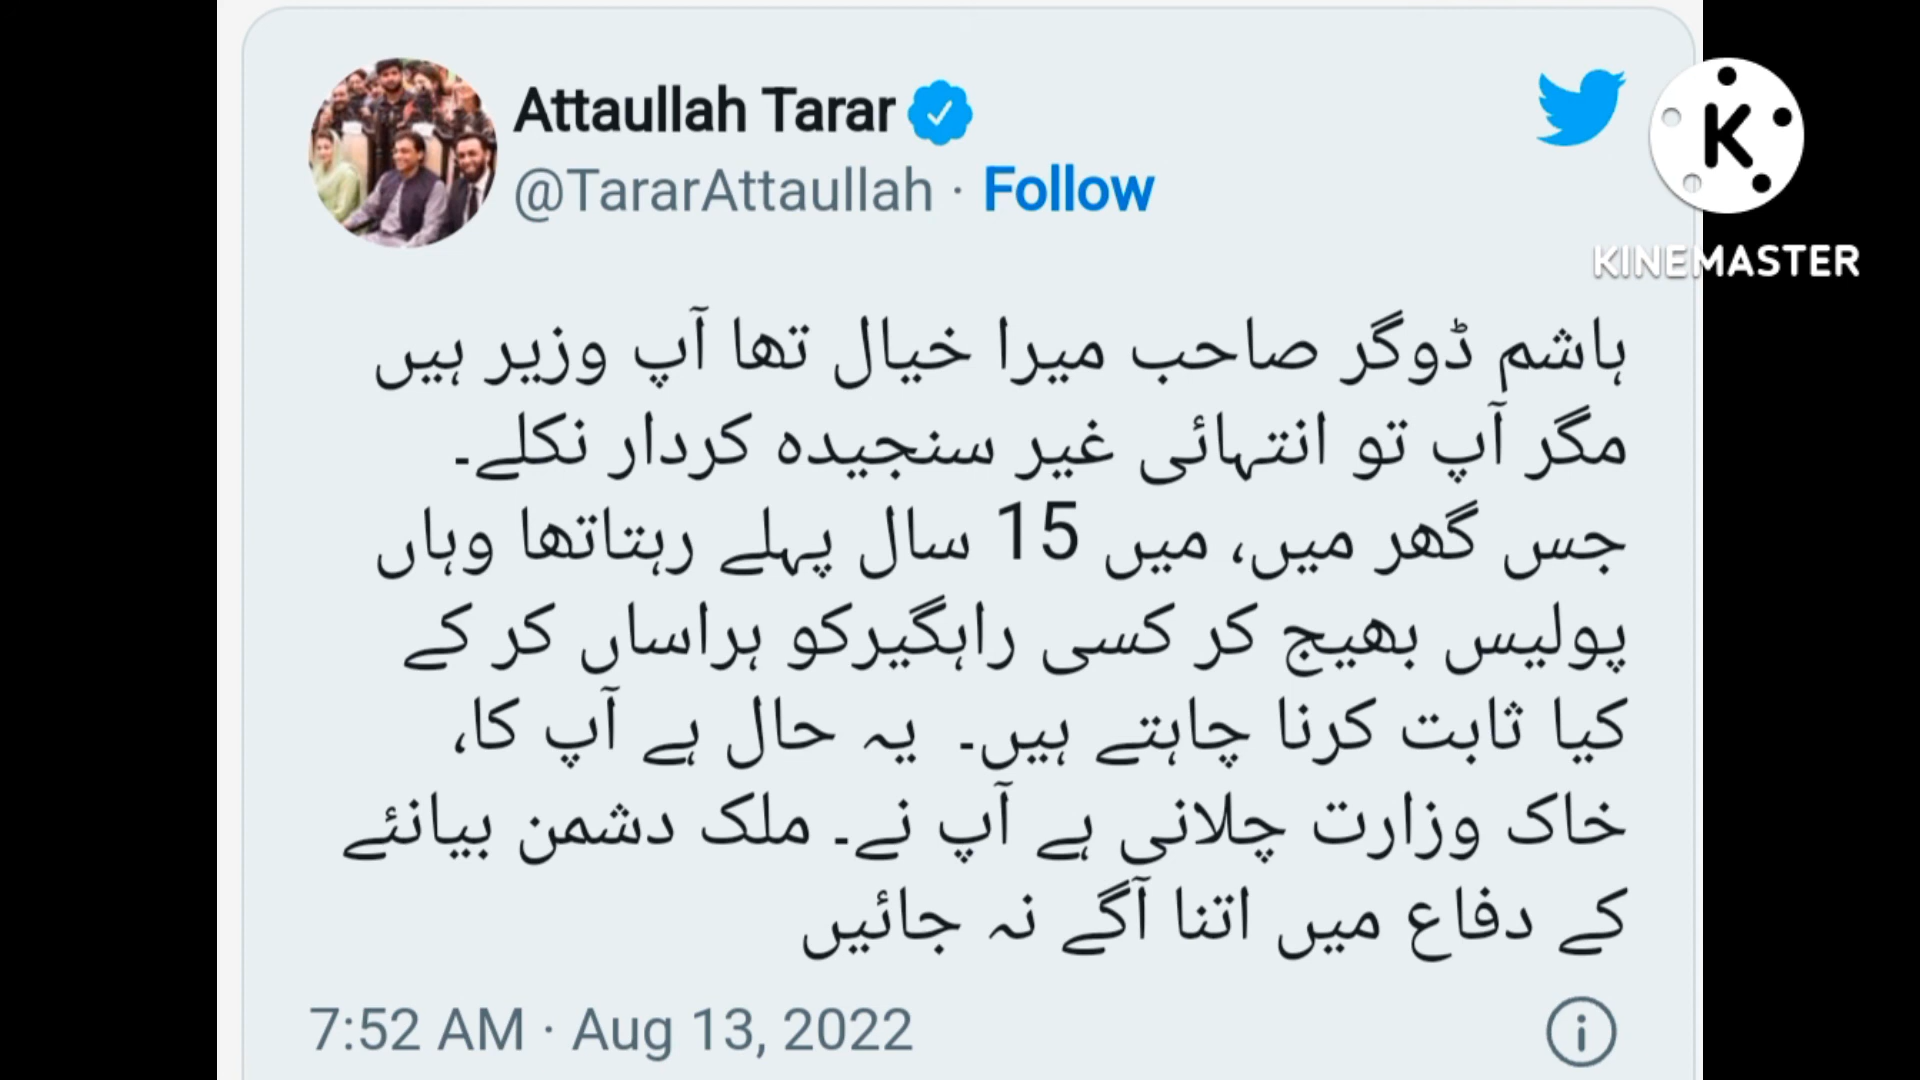 Attaullah Tarar
@TararAttaullah · Follow
K
KINEMASTER
ہاشم ڈوگر صاحب میرا خیال تھا آپ وزیر ہیں
مگر آپ تو انتہائی غیر سنجیدہ کردار نکلے۔
جس گھر میں، میں 15 سال پہلے رہتاتھا وہاں
پولیس بھیج کر کسی راہگیرکو ہراساں کر کے
کیا ثابت کرنا چاہتے ہیں۔ یہ حال ہے آپ کا،
خاک وزارت چلانی ہے آپ نے۔ ملک دشمن بیانئے
کے دفاع میں اتنا آگے نہ جائیں
7:52 AM · Aug 13, 2022